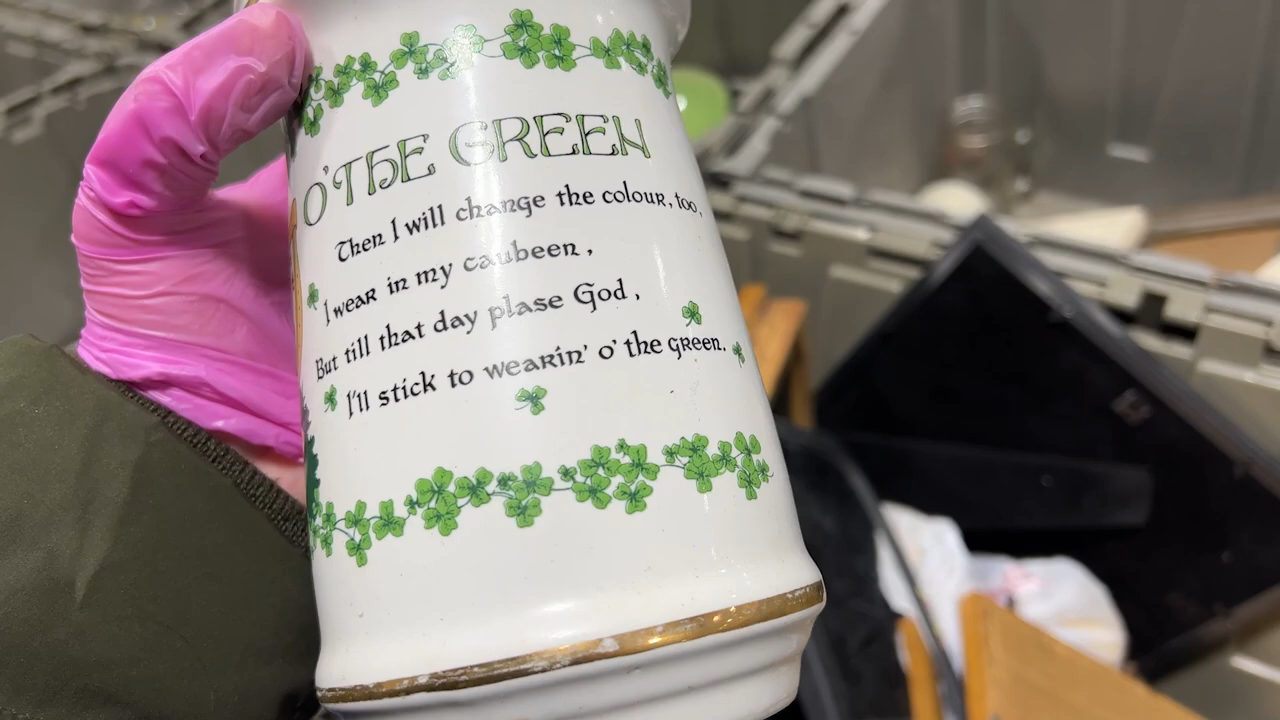 O'THE GREEN
Then I will change the colour, too,
I wear in my caubeen,
But till that day plase God,
I'll stick to wearin' o' the green.